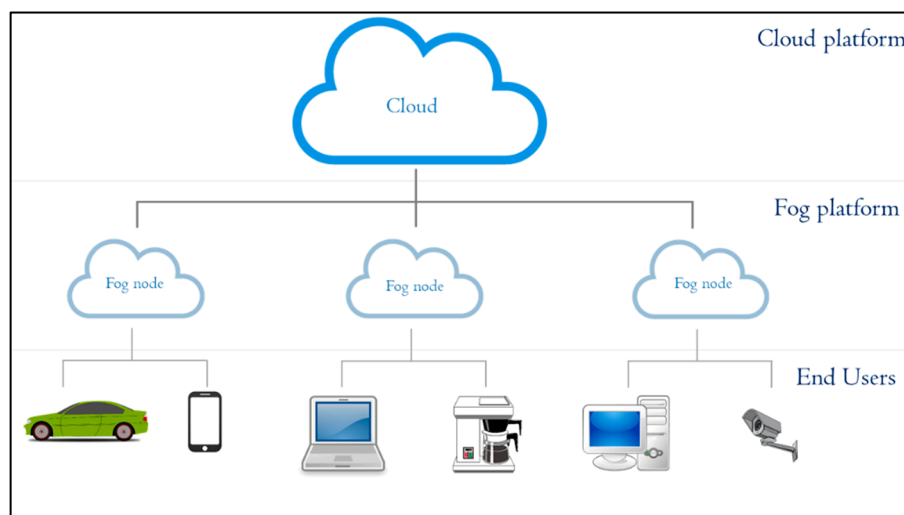 Cloud platform
Cloud
Fog platform
Fog node
Fog node
Fog node
End Users